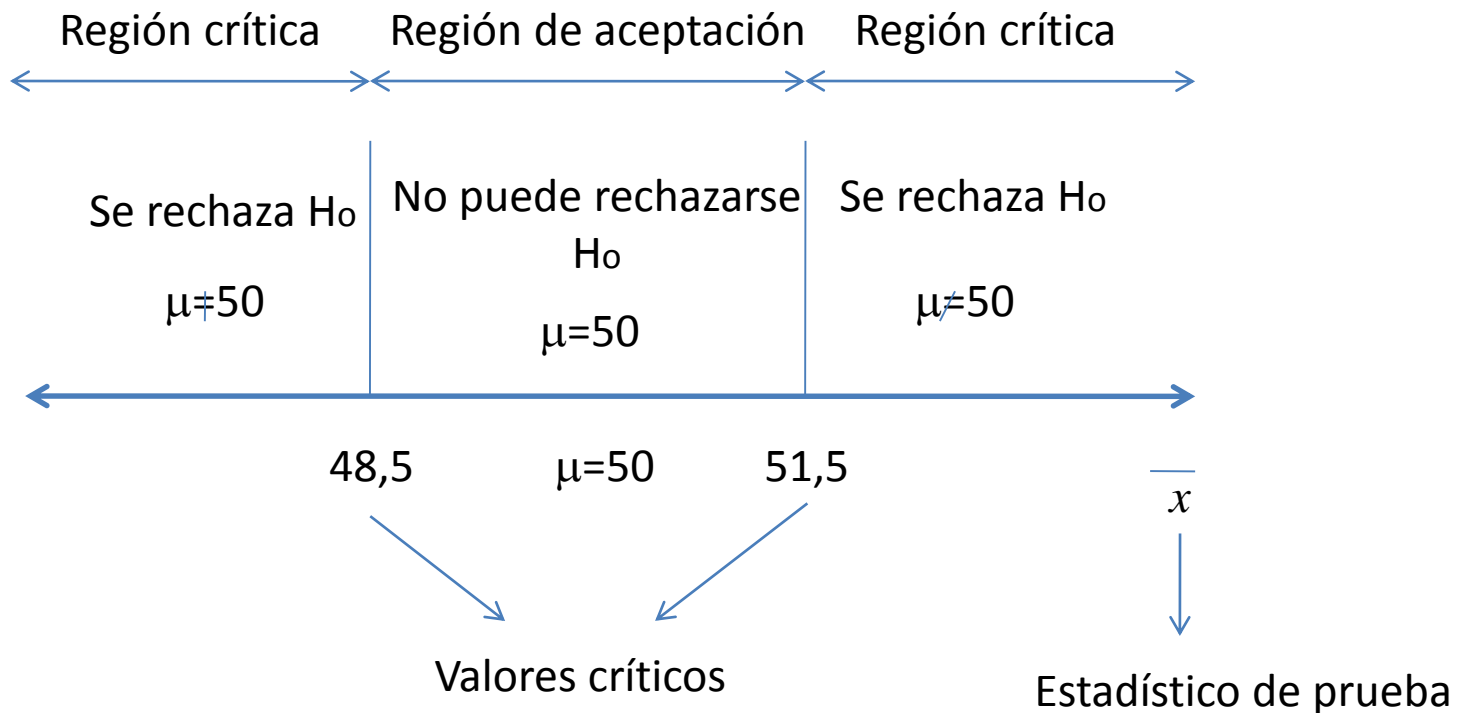 Región crítica Región de aceptación Región crítica
Se rechaza Ho No puede rechazarse Ho Se rechaza Ho
μ≠50 μ=50 μ≠50
48,5 μ=50 51,5 x̅
Valores críticos Estadístico de prueba